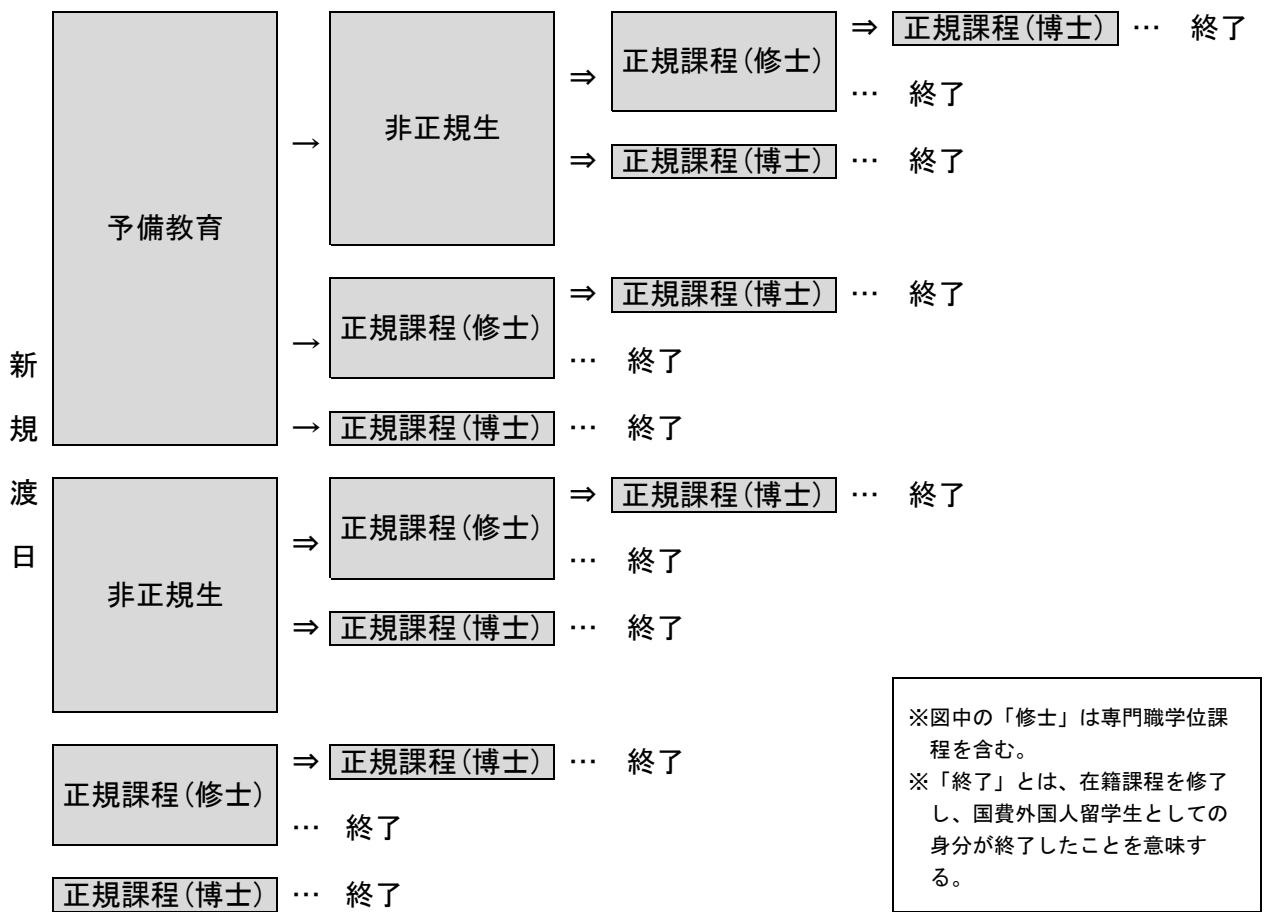 ⇒ 正規課程(博士) … 終了
正規課程(修士)
⇒
… 終了
非正規生
→
⇒ 正規課程(博士) … 終了
予備教育
⇒ 正規課程(博士) … 終了
正規課程(修士)
→
… 終了
→ 正規課程(博士) … 終了
新
規
渡
日
⇒ 正規課程(博士) … 終了
正規課程(修士)
⇒
… 終了
非正規生
⇒ 正規課程(博士) … 終了
⇒ 正規課程(博士) … 終了
正規課程(修士)
… 終了
正規課程(博士) … 終了
※図中の「修士」は専門職学位課
程を含む。
※「終了」とは、在籍課程を修了
し、国費外国人留学生としての
身分が終了したことを意味す
る。